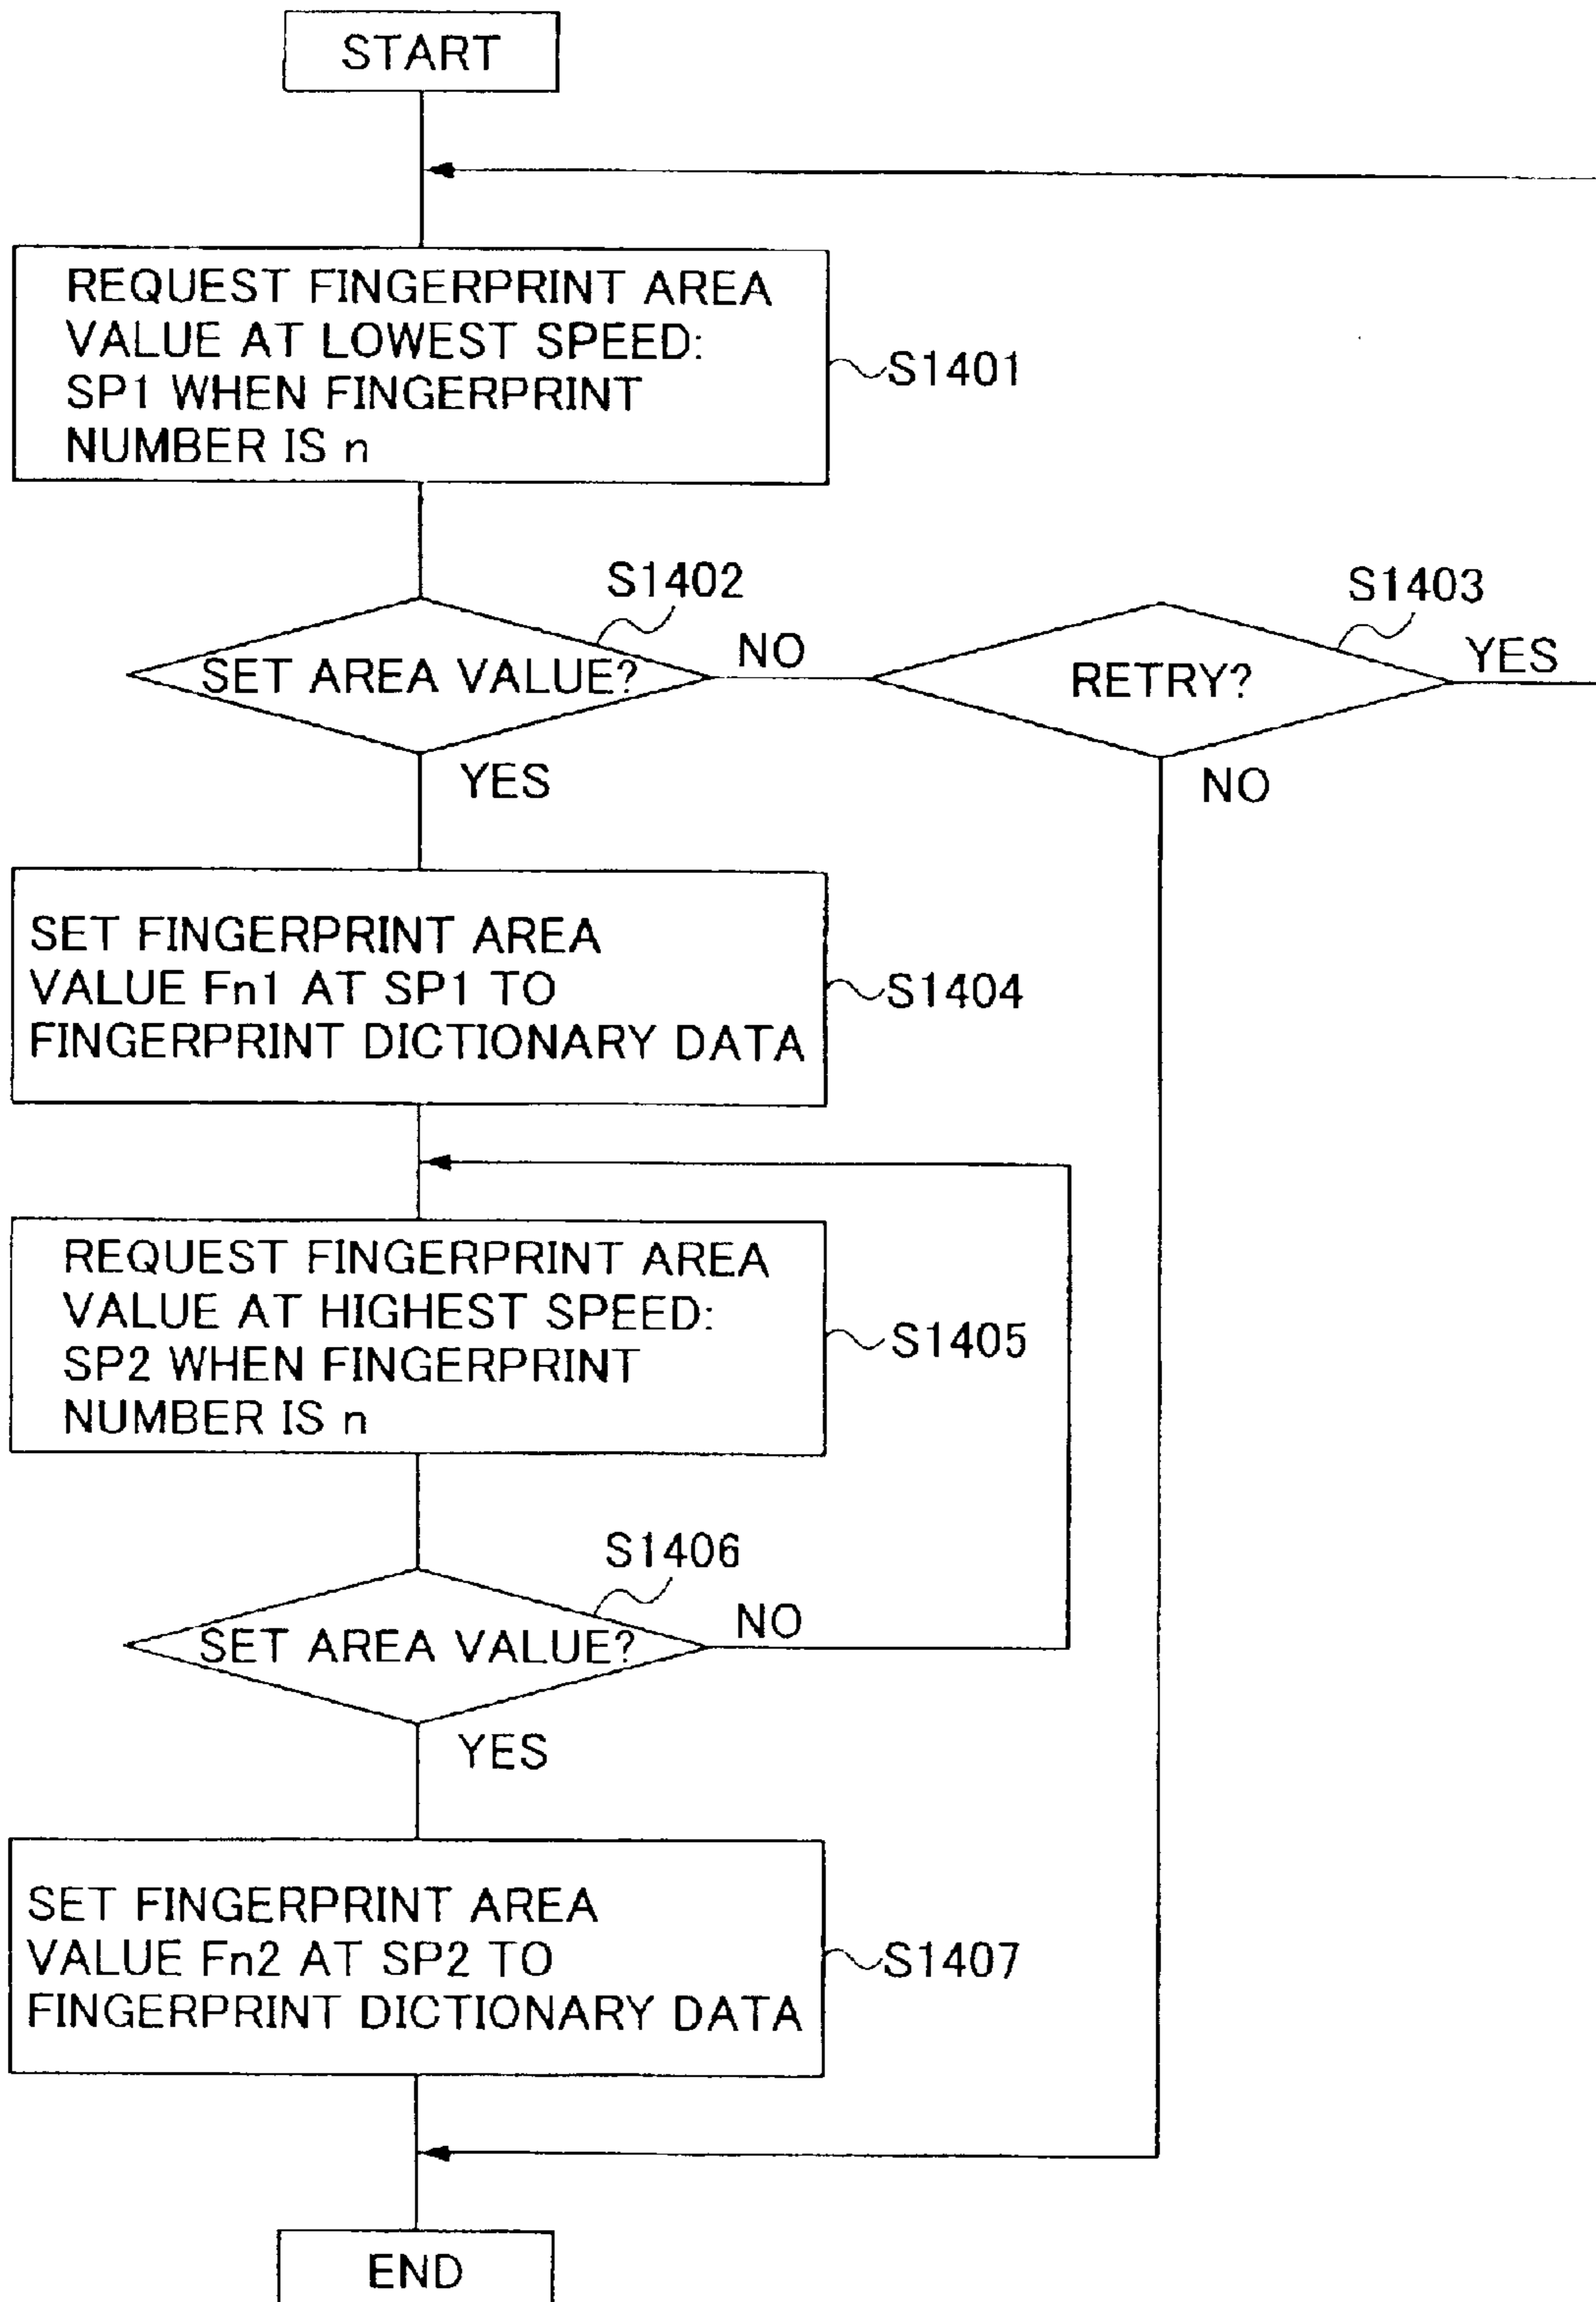 START
REQUEST FINGERPRINT AREA
VALUE AT LOWEST SPEED:
SP1 WHEN FINGERPRINT
NUMBER IS n
S1401
S1402
SET AREA VALUE?
NO
YES
S1403
RETRY?
YES
NO
SET FINGERPRINT AREA
VALUE Fn1 AT SP1 TO
FINGERPRINT DICTIONARY DATA
S1404
REQUEST FINGERPRINT AREA
VALUE AT HIGHEST SPEED:
SP2 WHEN FINGERPRINT
NUMBER IS n
S1405
S1406
SET AREA VALUE?
NO
YES
SET FINGERPRINT AREA
VALUE Fn2 AT SP2 TO
FINGERPRINT DICTIONARY DATA
S1407
END